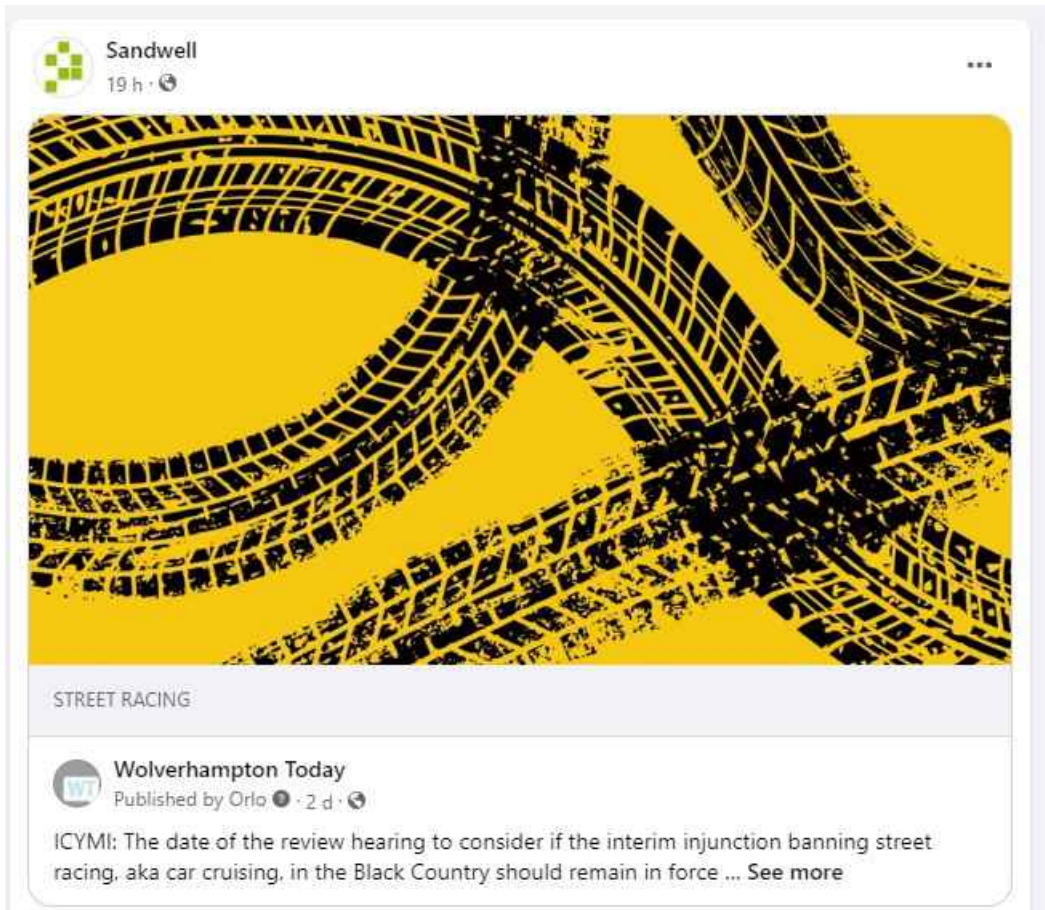 Sandwell
19 h ·
STREET RACING
WT
Wolverhampton Today
Published by Orlo · 2 d ·
ICYMI: The date of the review hearing to consider if the interim injunction banning street
racing, aka car cruising, in the Black Country should remain in force ... See more